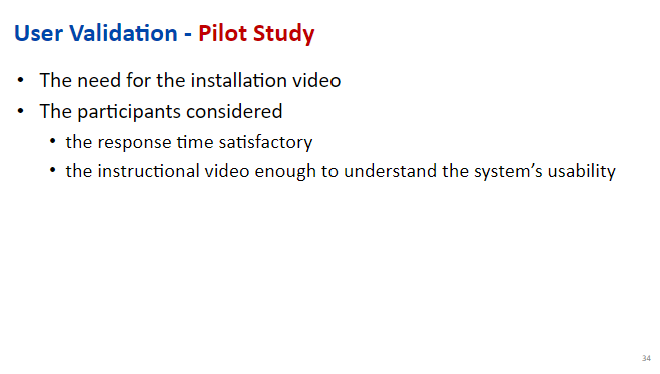 User Validation - Pilot Study
• The need for the installation video
• The participants considered
• the response time satisfactory
• the instructional video enough to understand the system’s usability
34